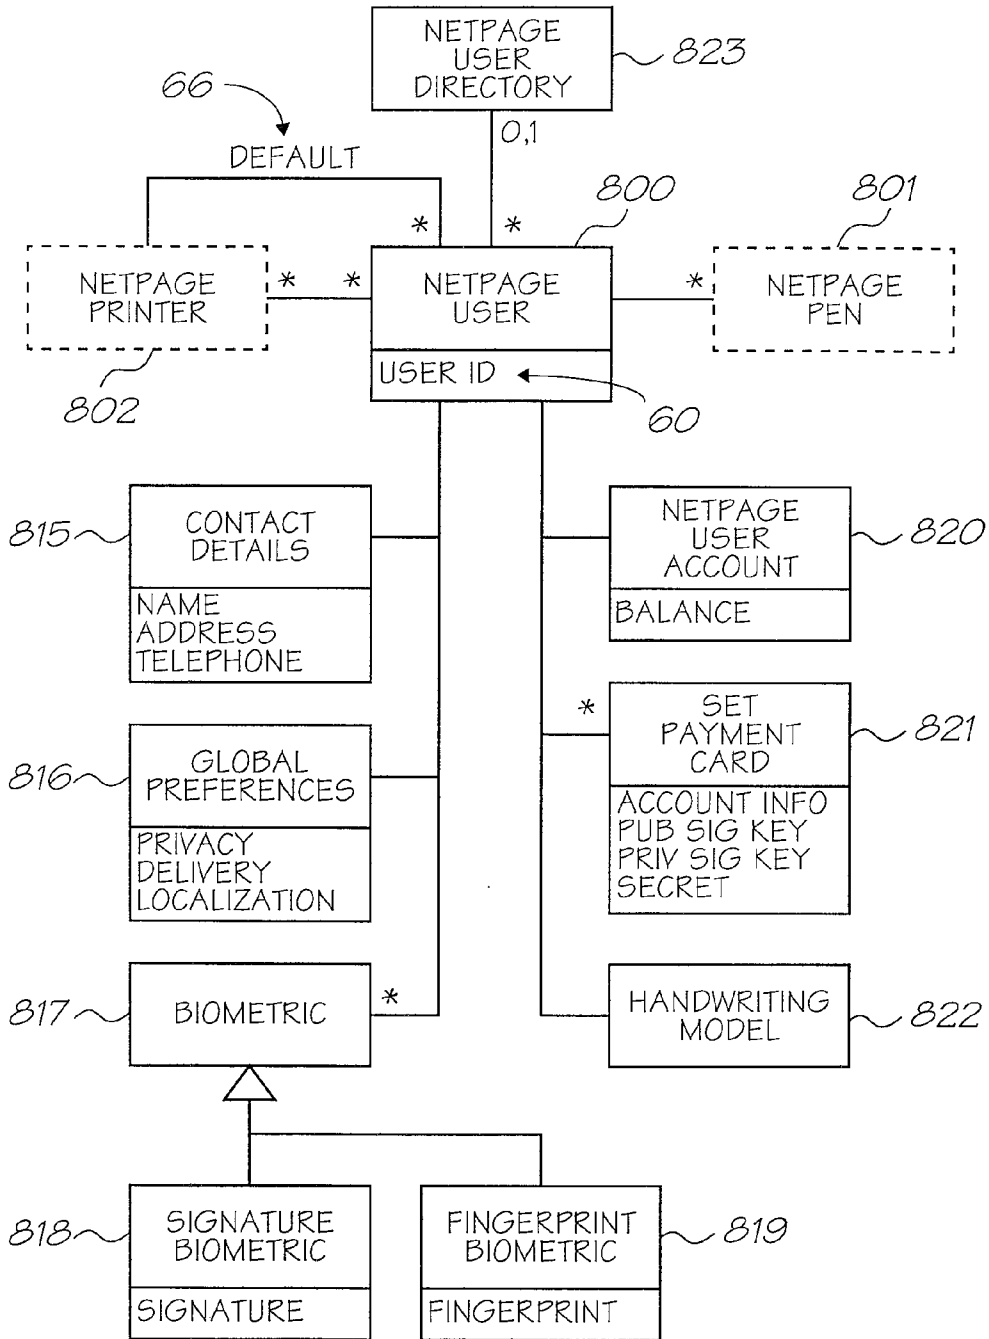 NETPAGE
USER
DIRECTORY
823
66
0,1
DEFAULT
800
801
*
*
NETPAGE
PRINTER
*
*
NETPAGE
USER
*
NETPAGE
PEN
USER ID
802
60
815
CONTACT
DETAILS
NETPAGE
USER
ACCOUNT
820
NAME
ADDRESS
TELEPHONE
BALANCE
*
SET
PAYMENT
CARD
821
816
GLOBAL
PREFERENCES
ACCOUNT INFO
PUB SIG KEY
PRIV SIG KEY
SECRET
PRIVACY
DELIVERY
LOCALIZATION
817
BIOMETRIC
*
HANDWRITING
MODEL
822
818
SIGNATURE
BIOMETRIC
FINGERPRINT
BIOMETRIC
819
SIGNATURE
FINGERPRINT